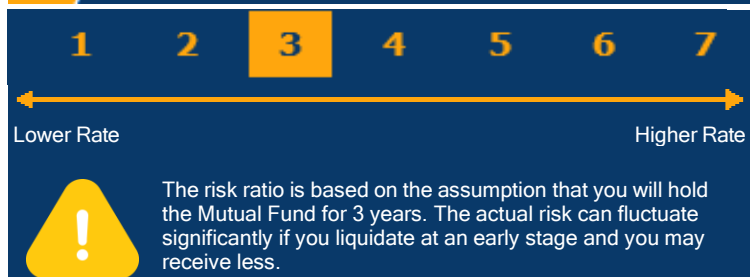 1 2 3 4 5 6 7
Lower Rate Higher Rate
The risk ratio is based on the assumption that you will hold
the Mutual Fund for 3 years. The actual risk can fluctuate
significantly if you liquidate at an early stage and you may
receive less.